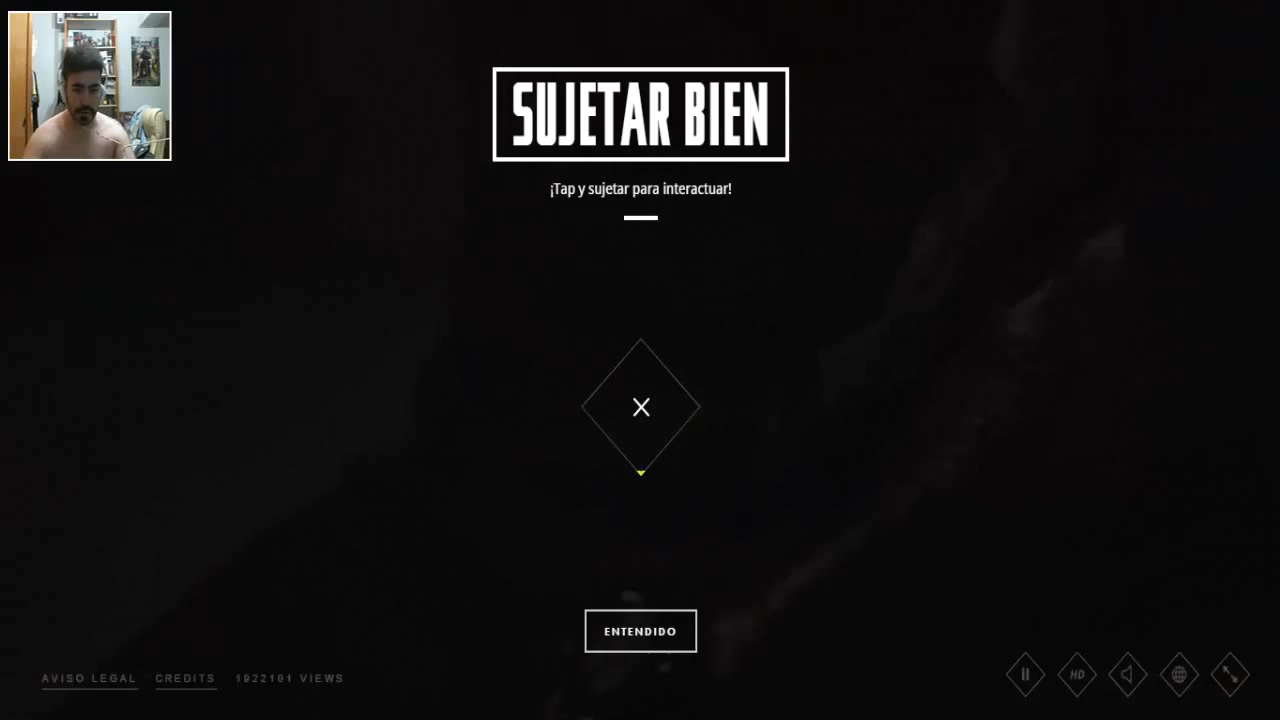 SUJETAR BIEN
¡Tap y sujetar para interactuar!
X
ENTENDIDO
AVISO LEGAL CREDITS 1922101 VIEWS
HD